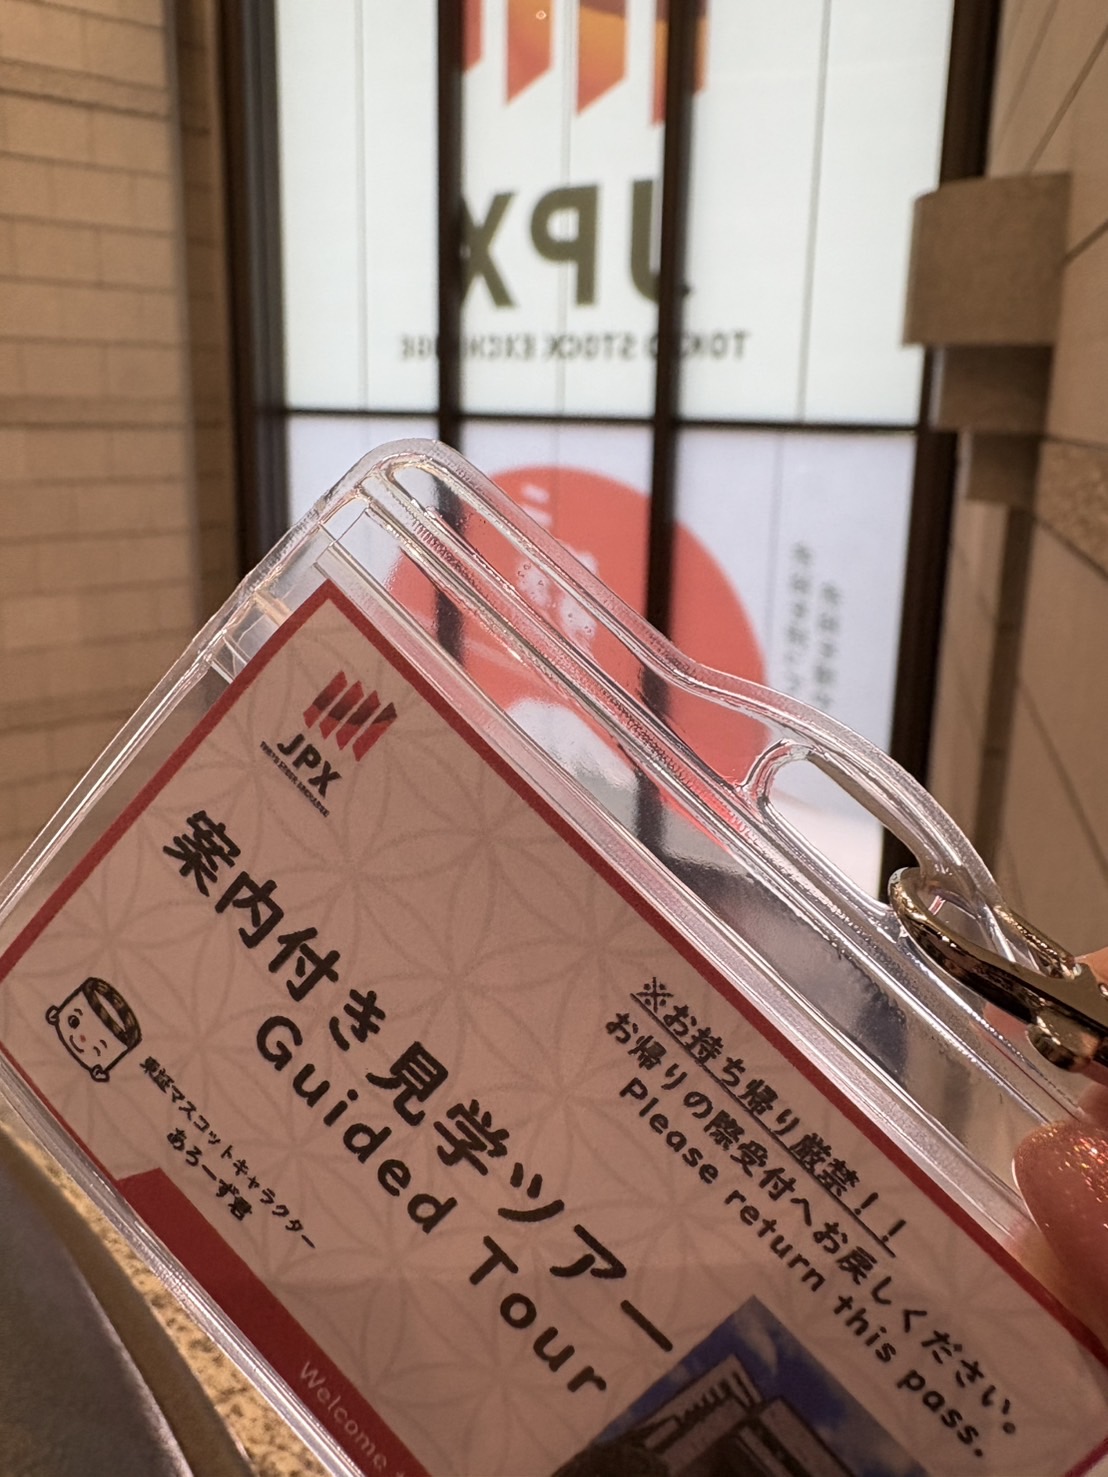 JPX
TOKYO STOCK EXCHANGE
JPX
TOKYO STOCK EXCHANGE
案内付き見学ツアー
Guided Tour
東証マスコットキャラクター
あろーず君
※お持ち帰り厳禁！！
お帰りの際受付へお戻しください。
Please return this pass.
Welcome